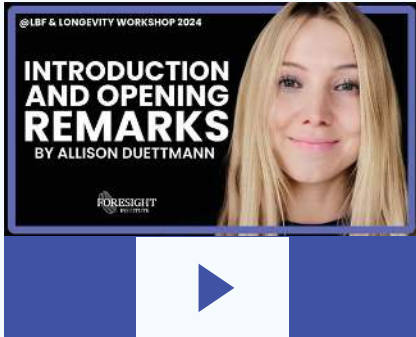 @LBF & LONGEVITY WORKSHOP 2024
INTRODUCTION
AND OPENING
REMARKS
BY ALLISON DUETTMANN
FORESIGHT
INSTITUTE